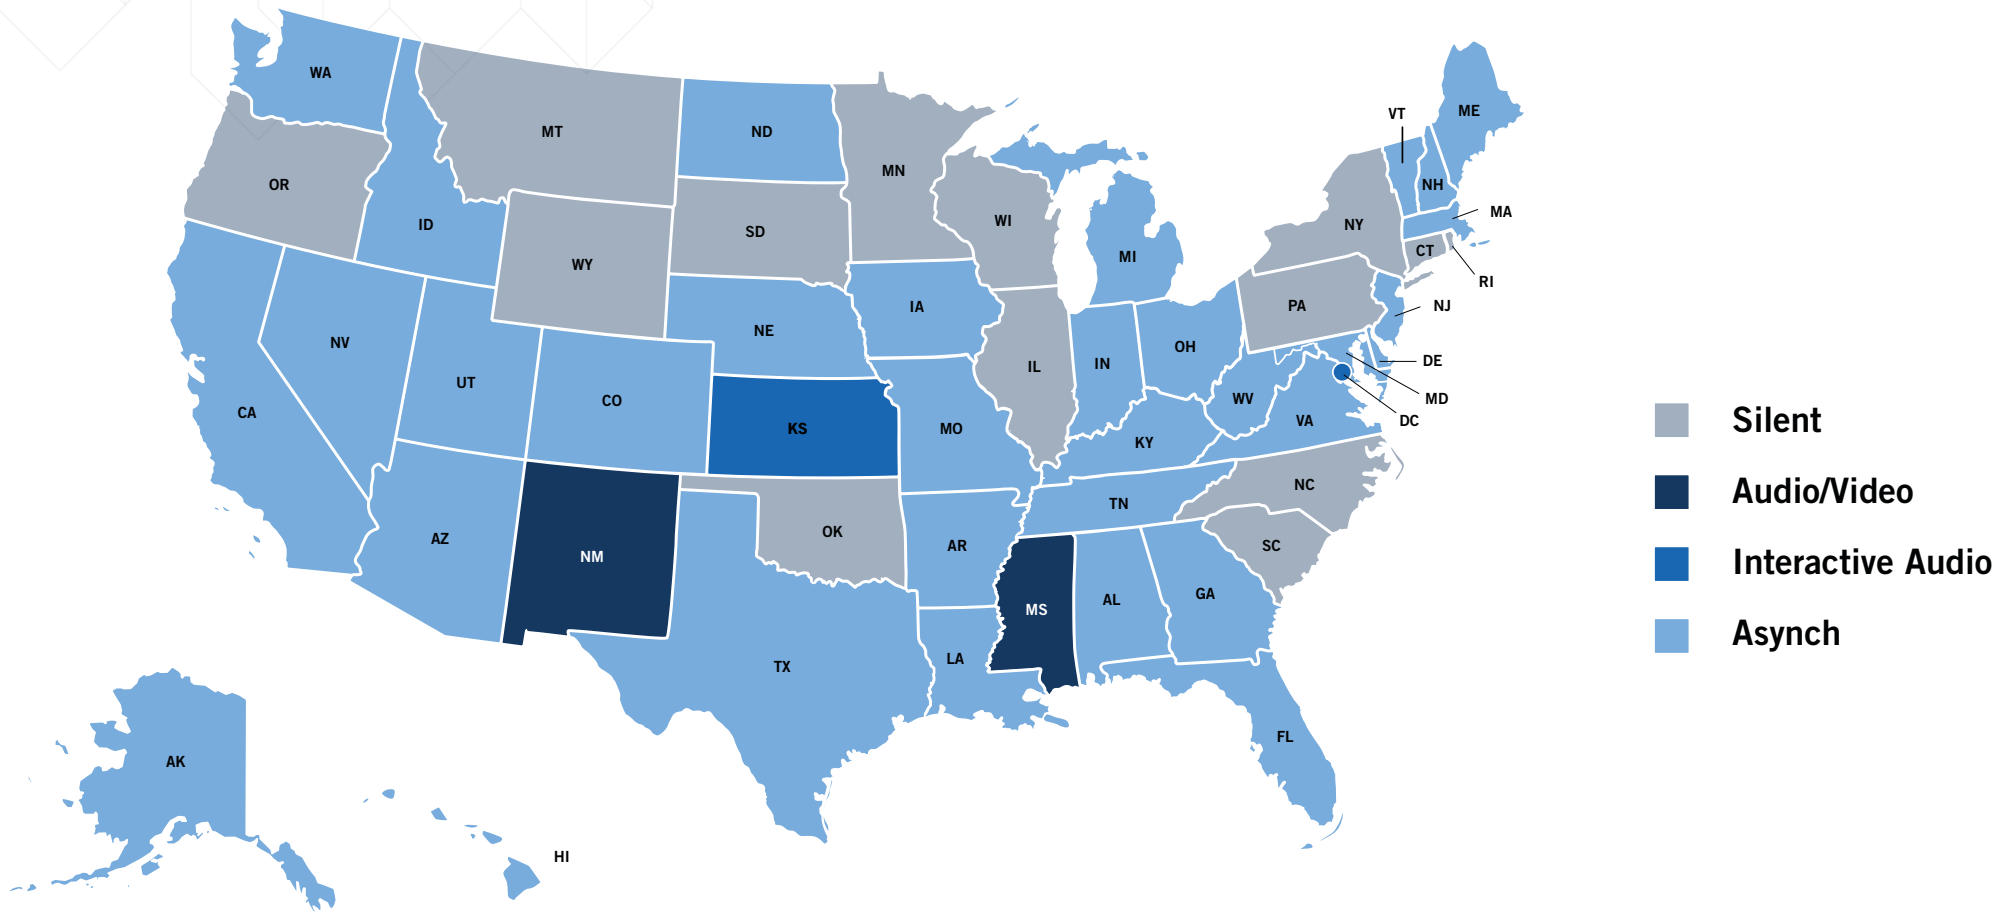 WA
MT
ND
MN
OR
ID
SD
WI
WY
MI
VT
ME
NH
MA
NY
CT
RI
NJ
PA
IA
NE
NV
UT
CO
IL
IN
OH
DE
MD
DC
WV
VA
CA
KS
MO
KY
NC
TN
AZ
NM
OK
AR
SC
MS
AL
GA
TX
LA
FL
AK
HI
Silent
Audio/Video
Interactive Audio
Asynch